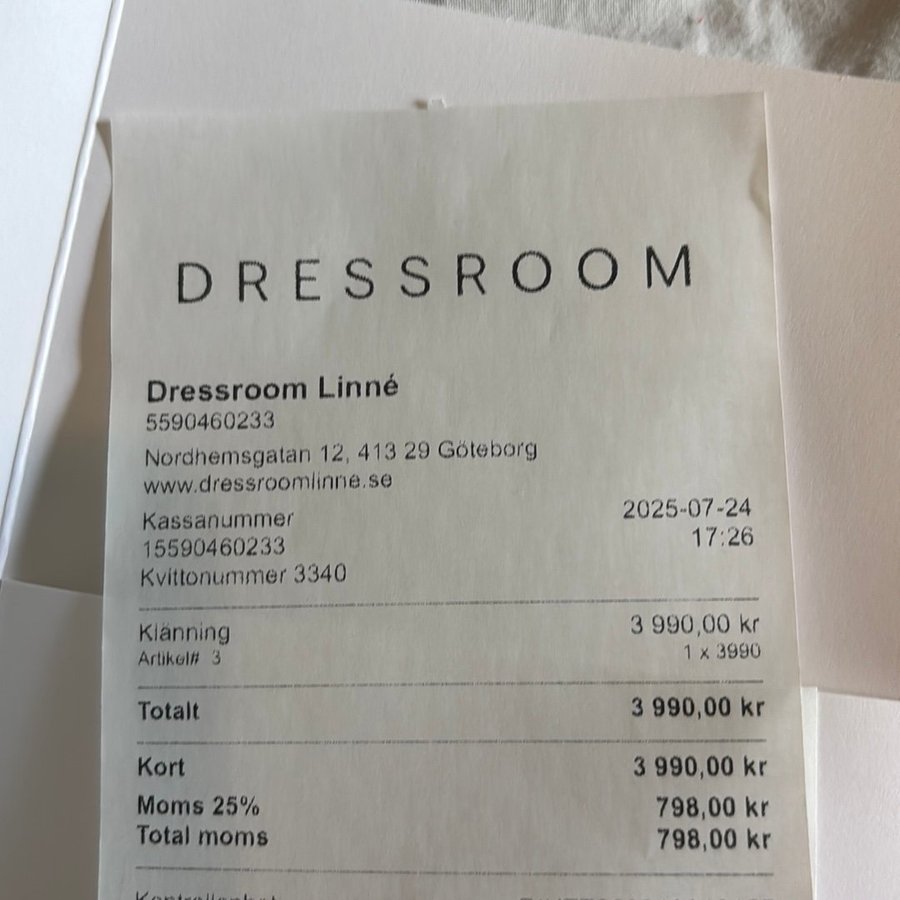 DRESSROOM
Dressroom Linné
5590460233
Nordhemsgatan 12, 413 29 Göteborg
www.dressroomlinne.se
Kassanummer 2025-07-24
15590460233 17:26
Kvittonummer 3340
Klänning 3 990,00 kr
Artikel# 3 1 x 3990
Totalt 3 990,00 kr
Kort 3 990,00 kr
Moms 25% 798,00 kr
Total moms 798,00 kr